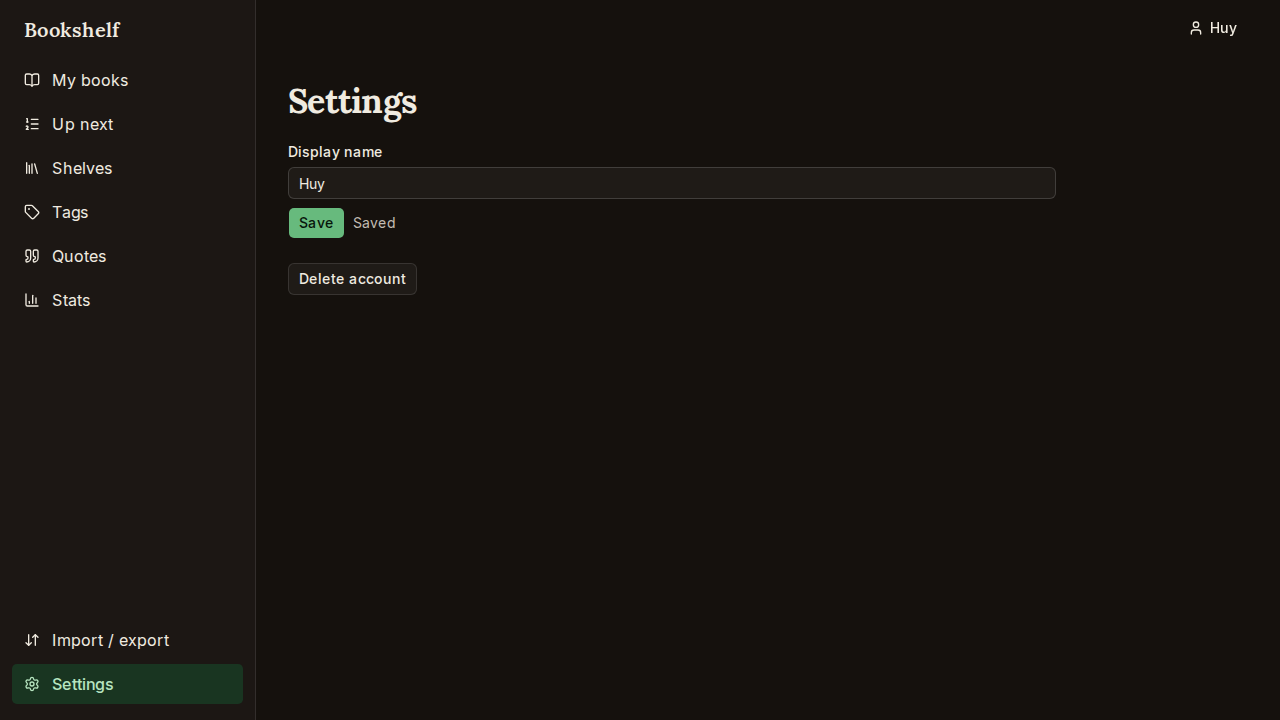 Bookshelf
My books
Up next
Shelves
Tags
Quotes
Stats
Import / export
Settings
Huy
Settings
Display name
Huy
Save Saved
Delete account